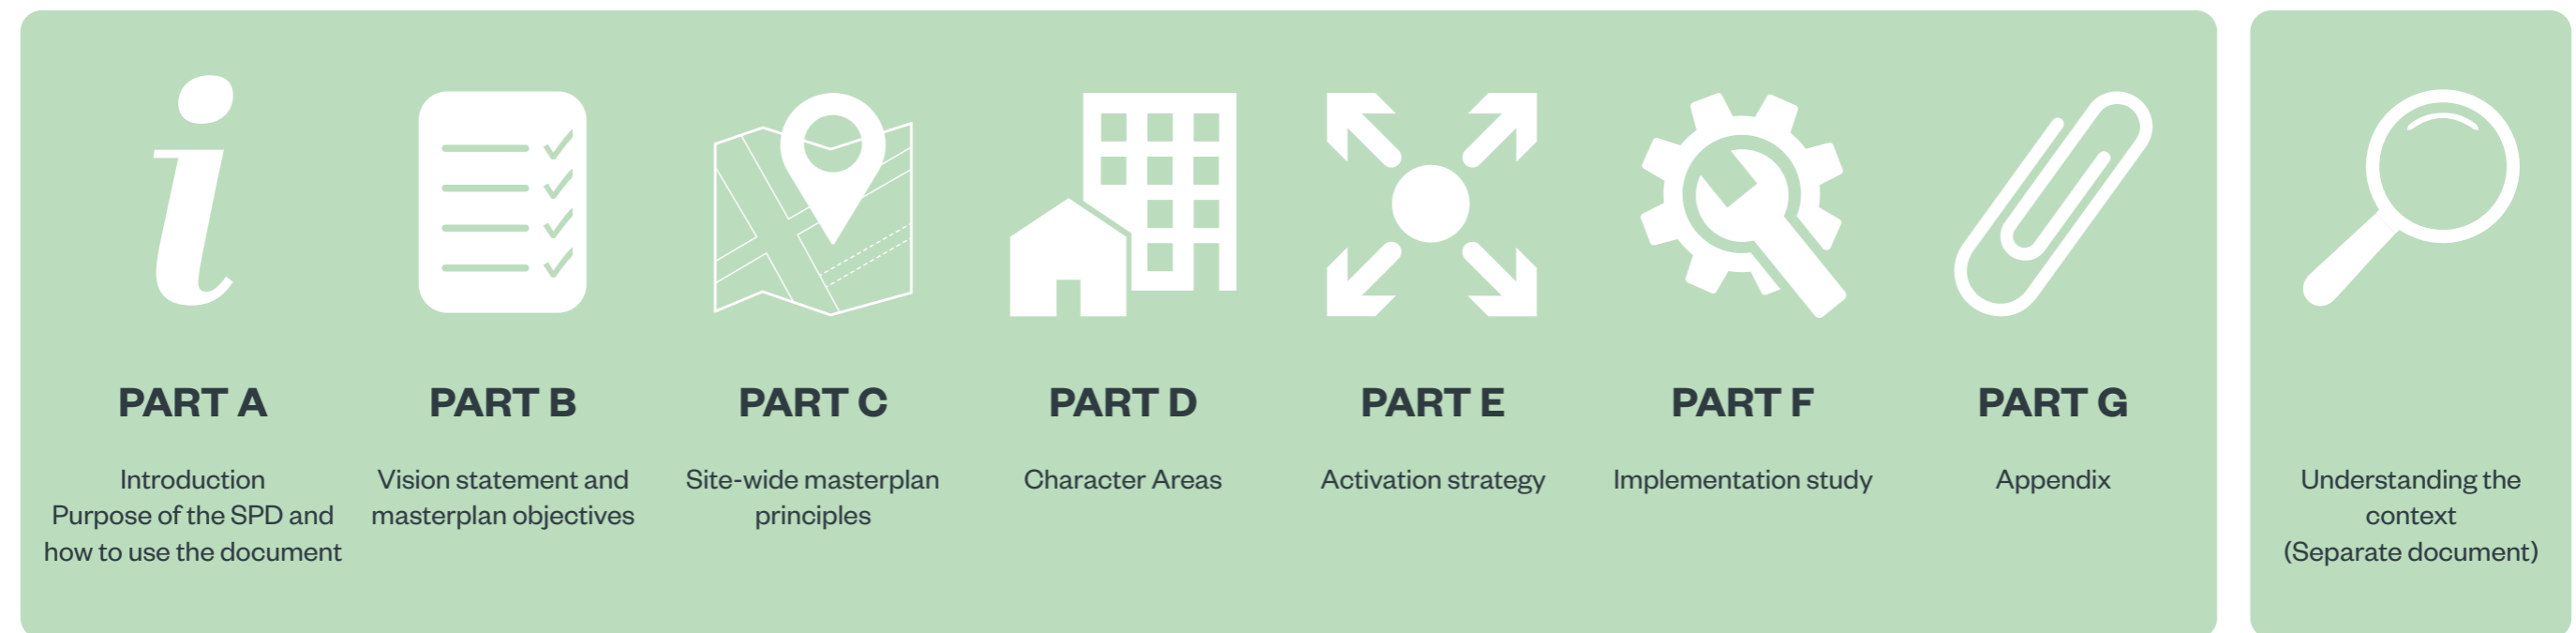 PART A
Introduction
Purpose of the SPD and
how to use the document
PART B
Vision statement and
masterplan objectives
PART C
Site-wide masterplan
principles
PART D
Character Areas
PART E
Activation strategy
PART F
Implementation study
PART G
Appendix
Understanding the
context
(Separate document)